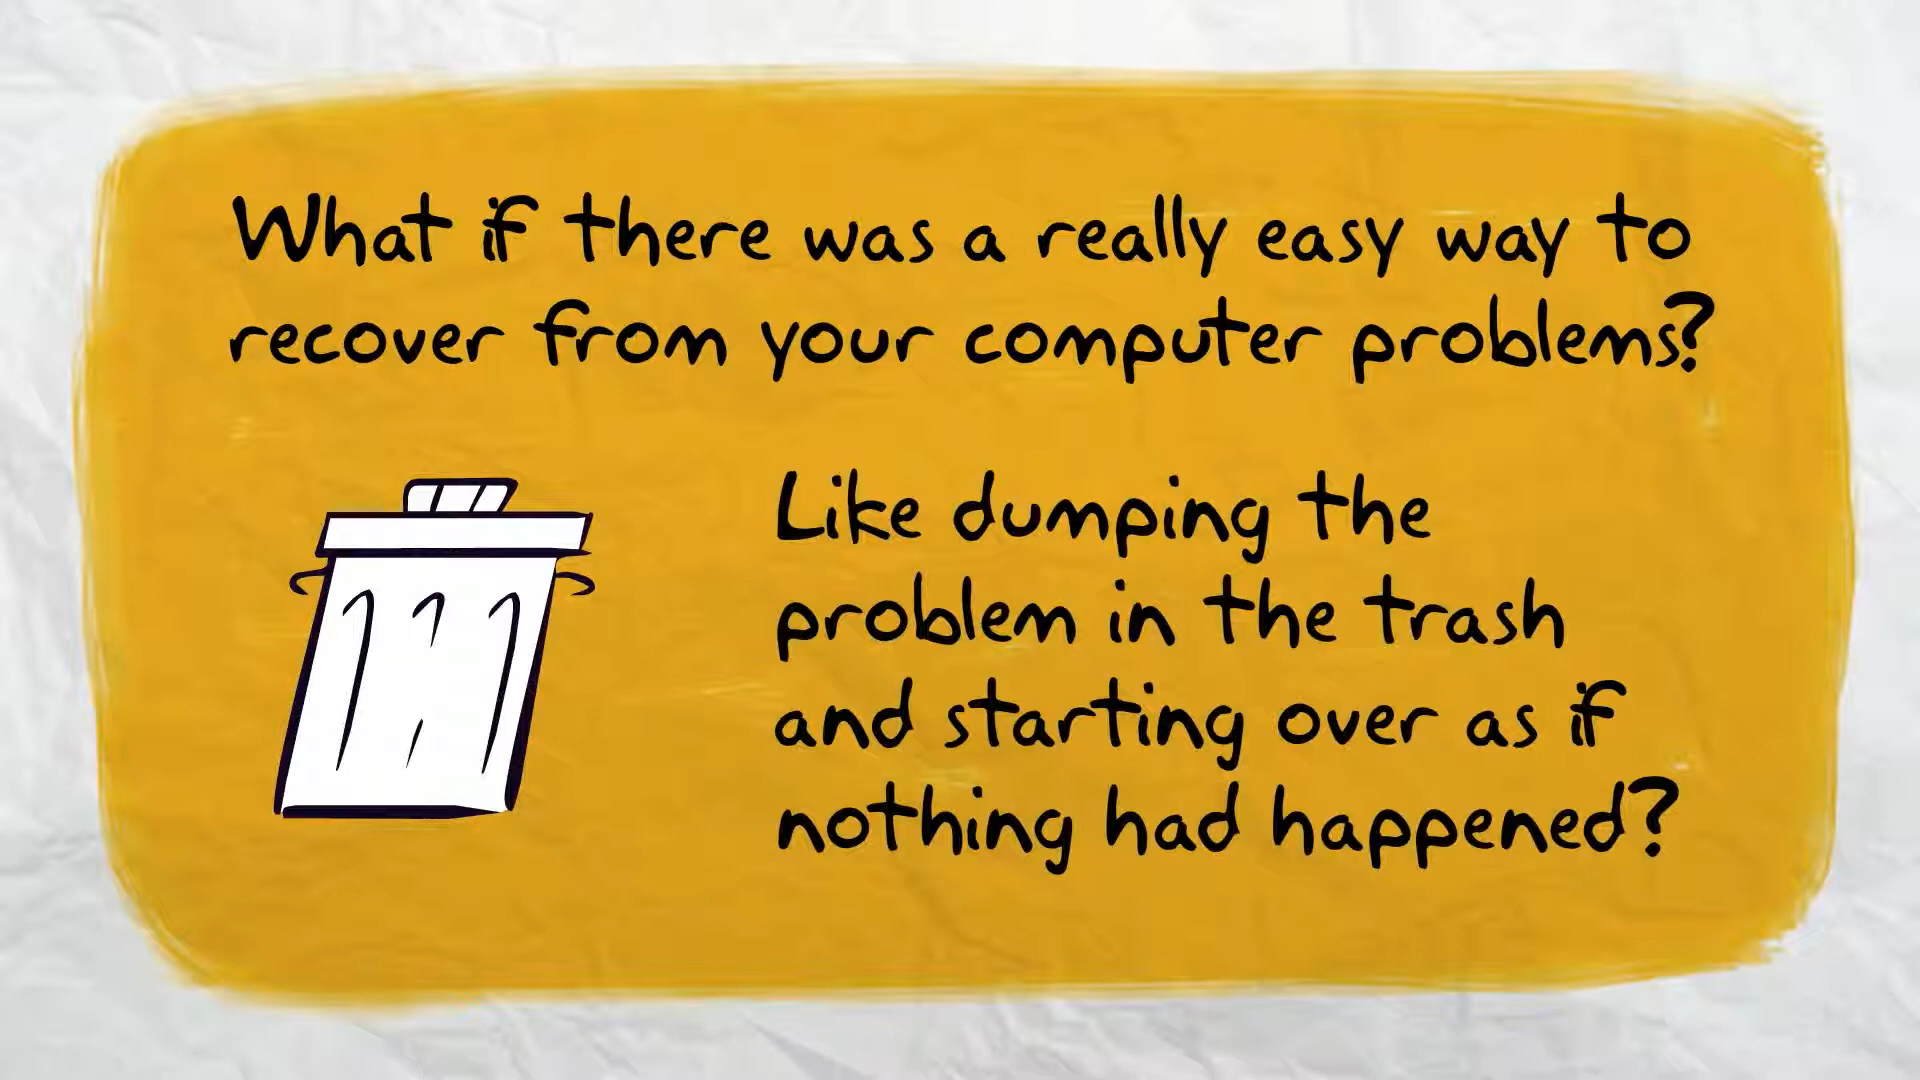 What if there was a really easy way to
recover from your computer problems?
Like dumping the
problem in the trash
and starting over as if
nothing had happened?